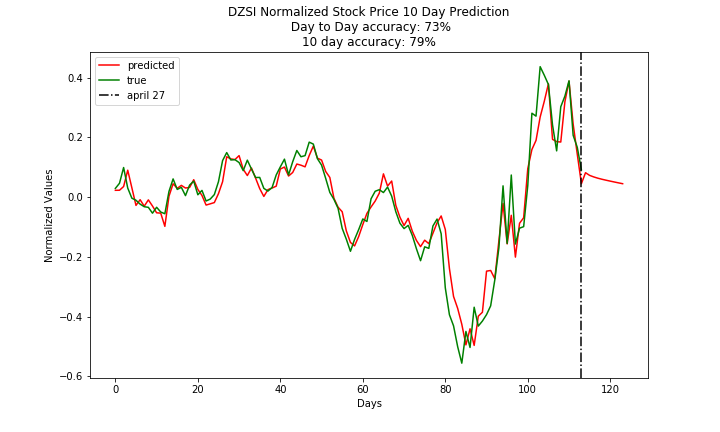 DZSI Normalized Stock Price 10 Day Prediction
Day to Day accuracy: 73%
10 day accuracy: 79%
predicted
true
april 27
Normalized Values
0.4
0.2
0.0
−0.2
−0.4
−0.6
0 20 40 60 80 100 120
Days